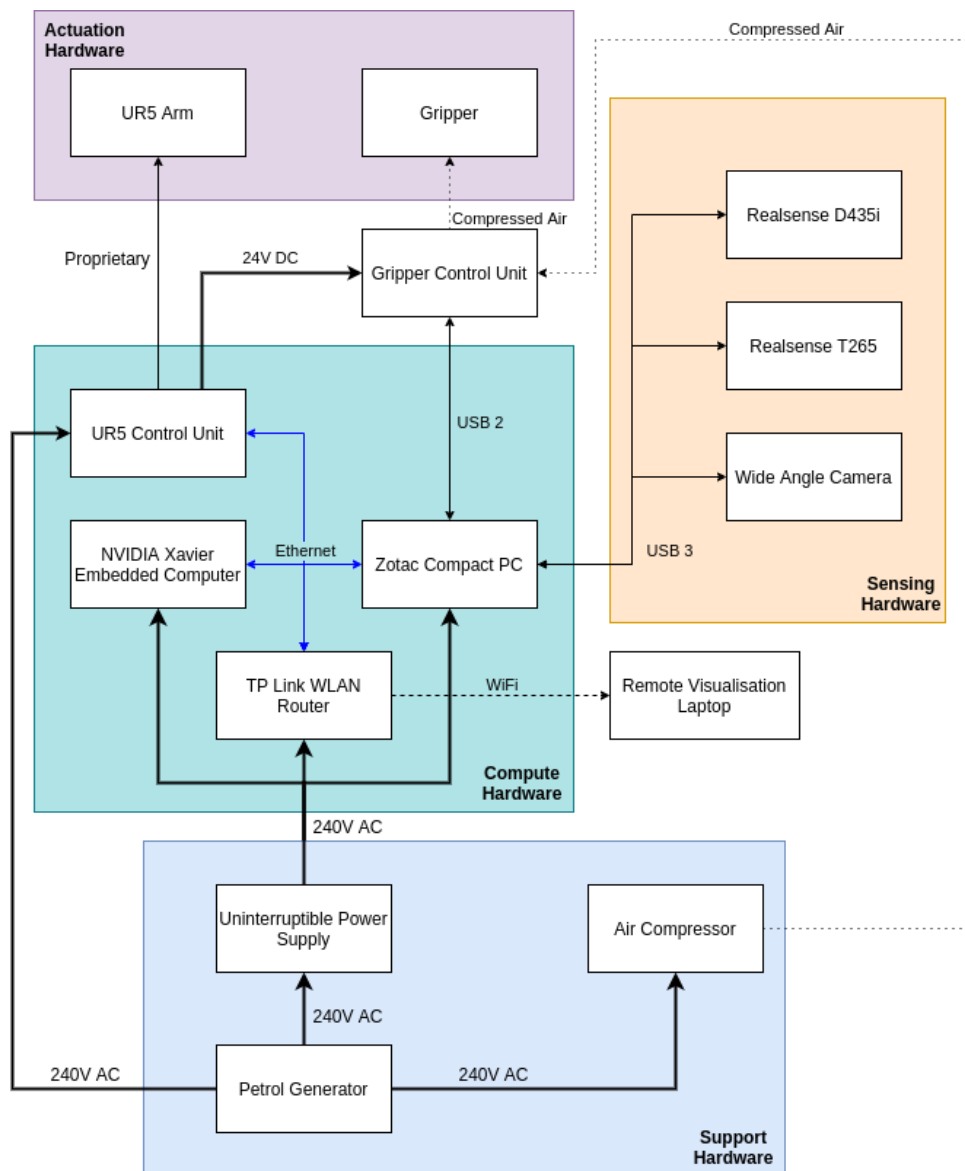 Actuation
Hardware
Compressed Air
UR5 Arm
Gripper
Compressed Air
Proprietary
24V DC
Gripper Control Unit
Realsense D435i
Realsense T265
Wide Angle Camera
USB 3
Sensing
Hardware
USB 2
UR5 Control Unit
NVIDIA Xavier
Embedded Computer
Ethernet
Zotac Compact PC
TP Link WLAN
Router
WiFi
Remote Visualisation
Laptop
Compute
Hardware
240V AC
Uninterruptible Power
Supply
Air Compressor
240V AC
240V AC
Petrol Generator
240V AC
Support
Hardware